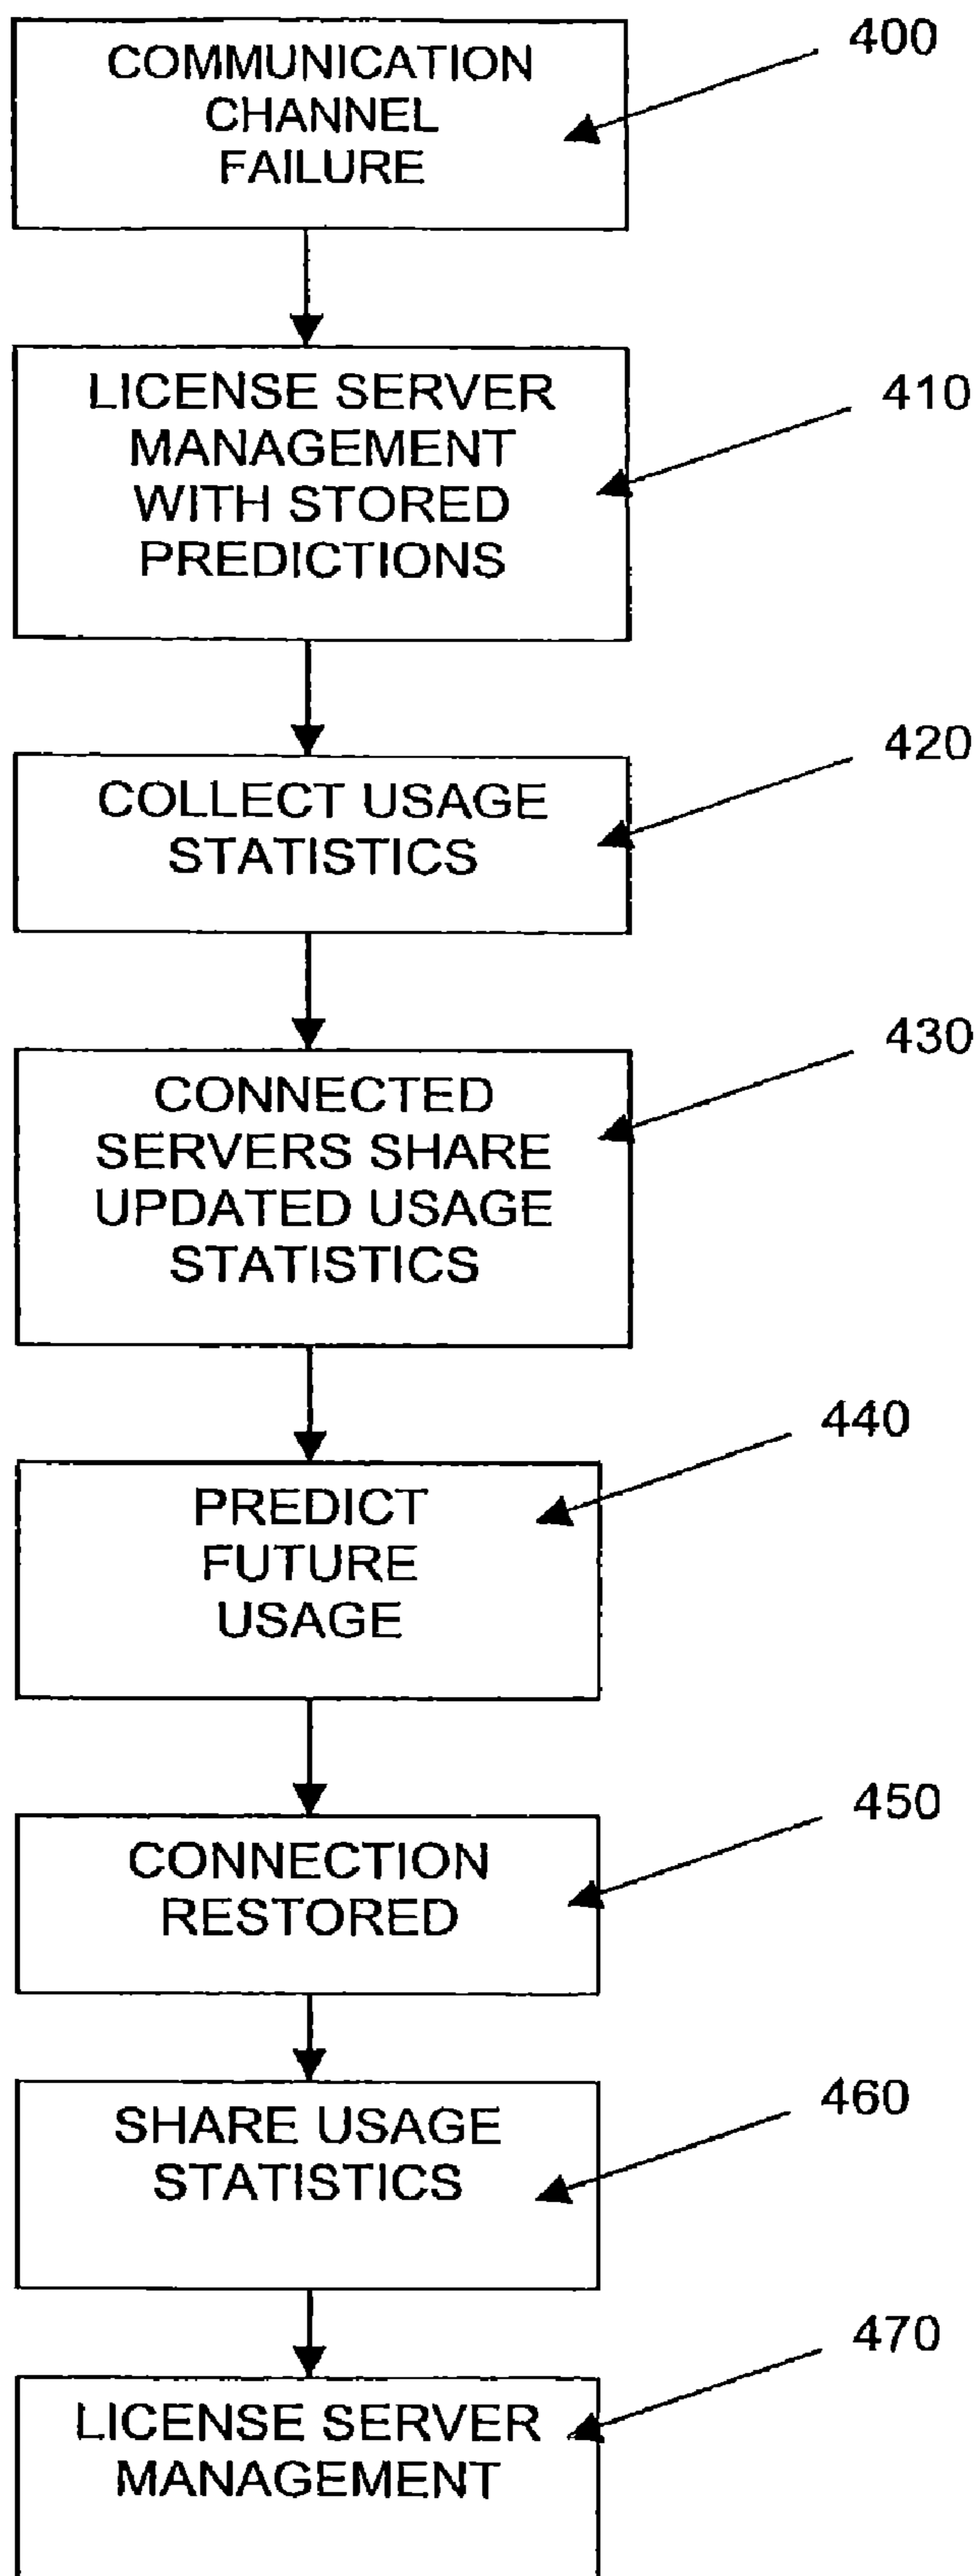 COMMUNICATION
CHANNEL
FAILURE
400
LICENSE SERVER
MANAGEMENT
WITH STORED
PREDICTIONS
410
COLLECT USAGE
STATISTICS
420
CONNECTED
SERVERS SHARE
UPDATED USAGE
STATISTICS
430
PREDICT
FUTURE
USAGE
440
CONNECTION
RESTORED
450
SHARE USAGE
STATISTICS
460
LICENSE SERVER
MANAGEMENT
470